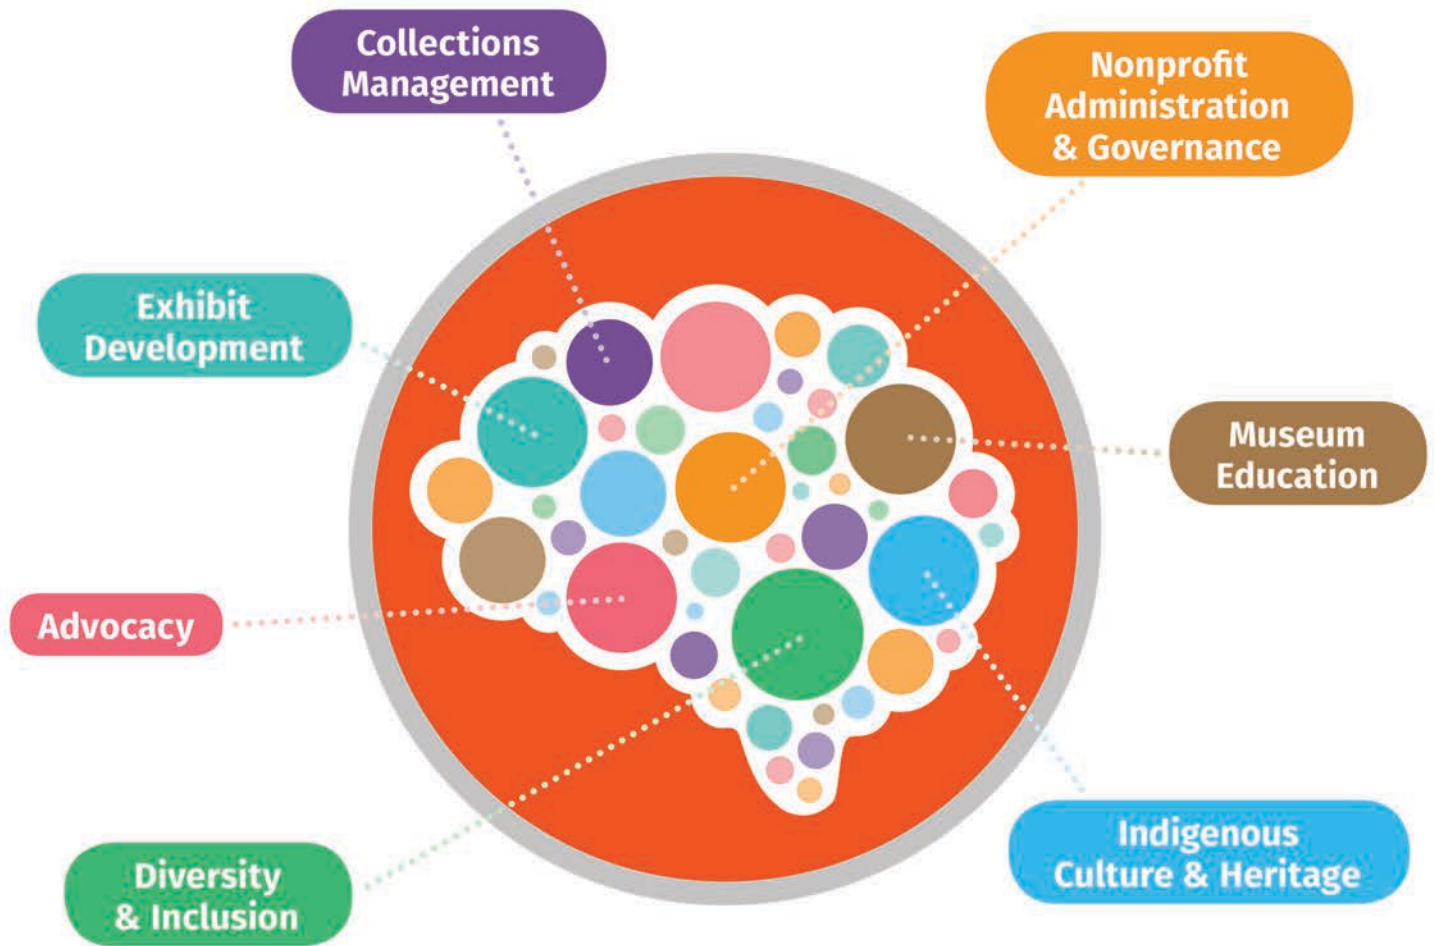 Collections
Management
Nonprofit
Administration
& Governance
Exhibit
Development
Museum
Education
Advocacy
Indigenous
Culture & Heritage
Diversity
& Inclusion